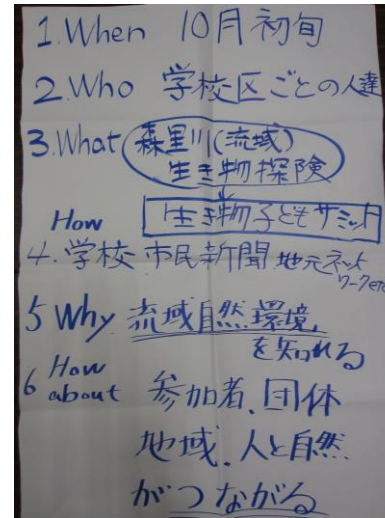 1.When 10月初旬
2.Who 学校区ごとの人達
3.What 森里川(流域)
生き物探険
生き物子どもサミット
How
4.学校 市民新聞 地元ネット
ワークetc
5 Why 流域自然環境
を知れる
6 How
about 参加者、団体
地域、人と自然
がつながる